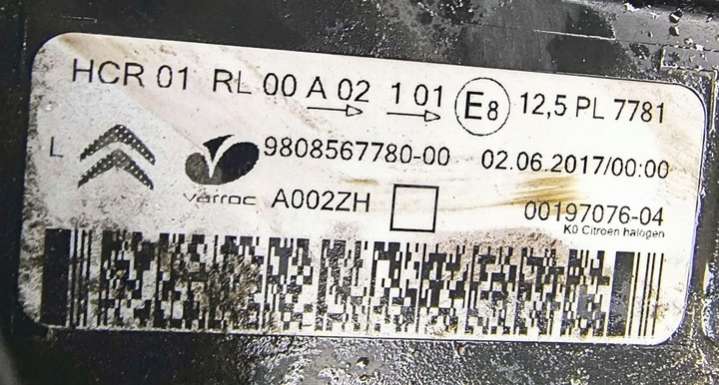 HCR 01 RL 00 A 02 1 01 E8 12,5 PL 7781
L varroc 9808567780-00 02.06.2017/00:00
A002ZH 00197076-04
K0 Citroen halogen